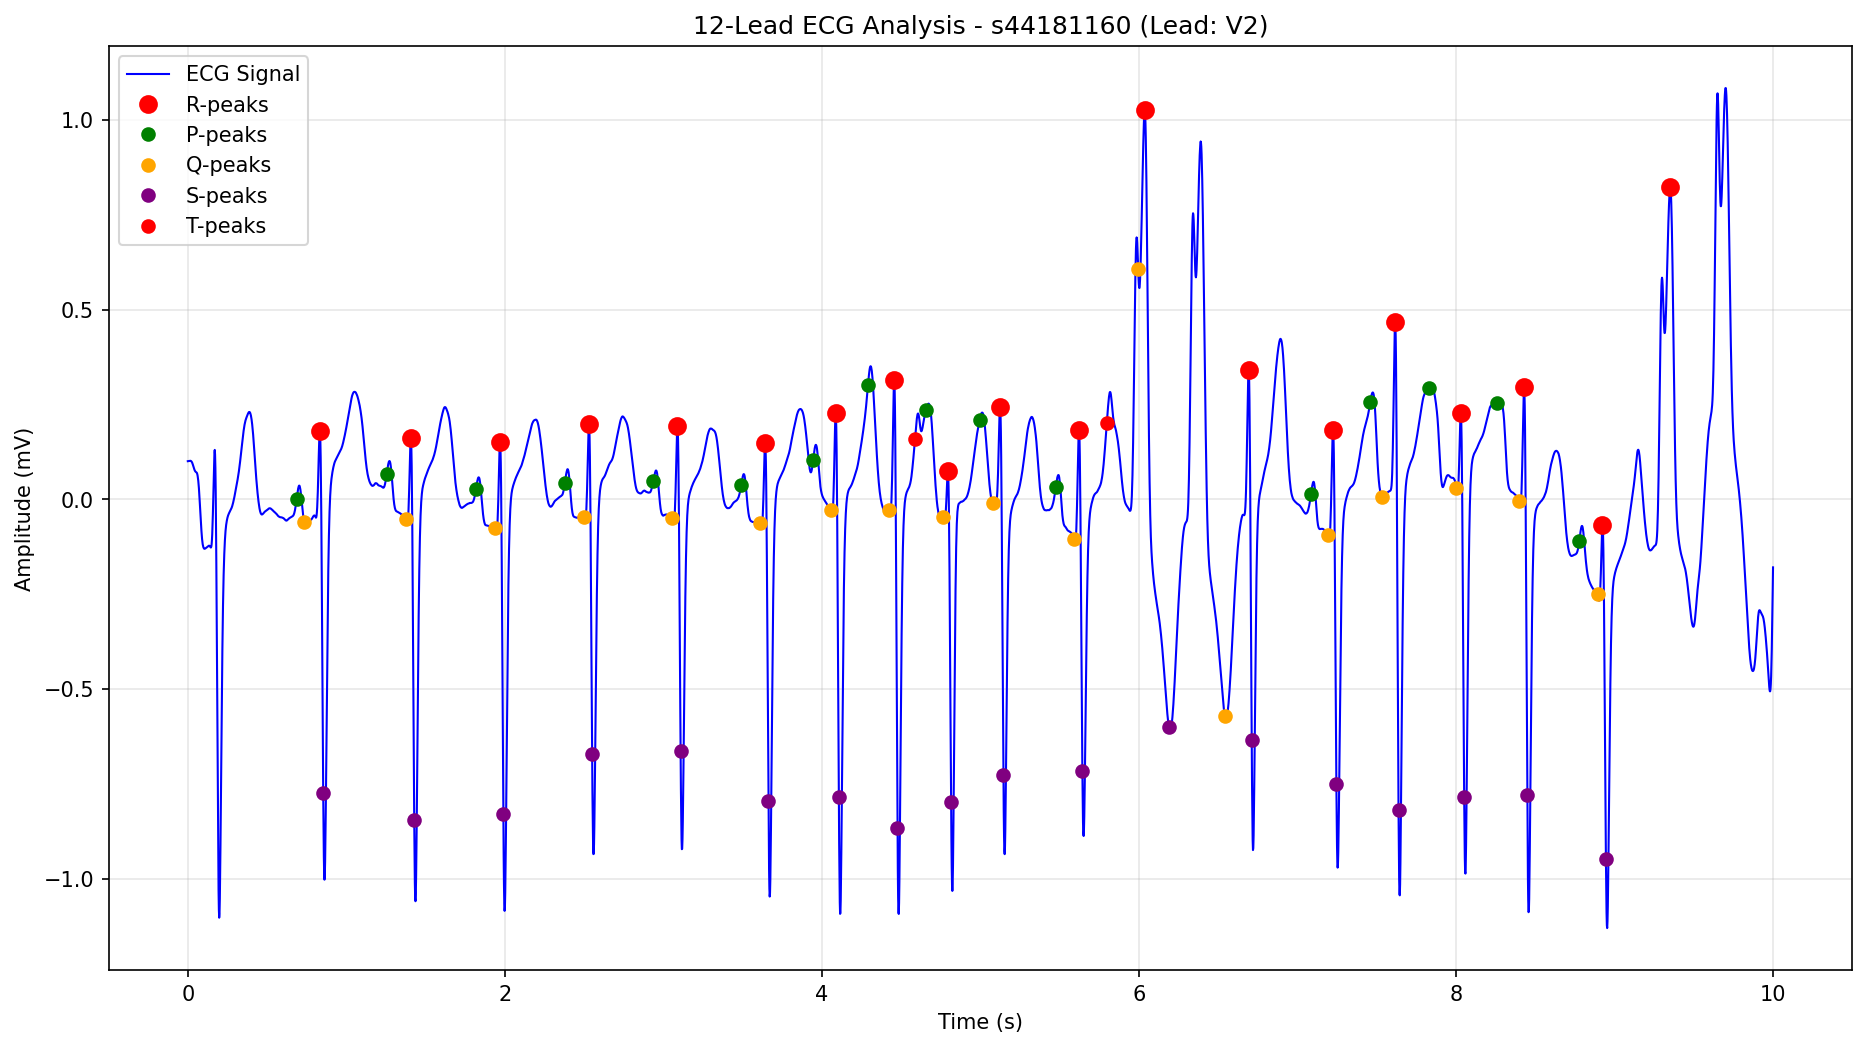 12-Lead ECG Analysis - s44181160 (Lead: V2)
ECG Signal
R-peaks
P-peaks
Q-peaks
S-peaks
T-peaks
Amplitude (mV)
1.0
0.5
0.0
−0.5
−1.0
0 2 4 6 8 10
Time (s)